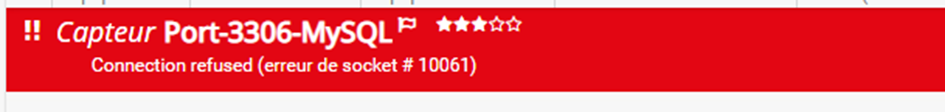 !! Capteur Port-3306-MySQL
Connection refused (erreur de socket # 10061)